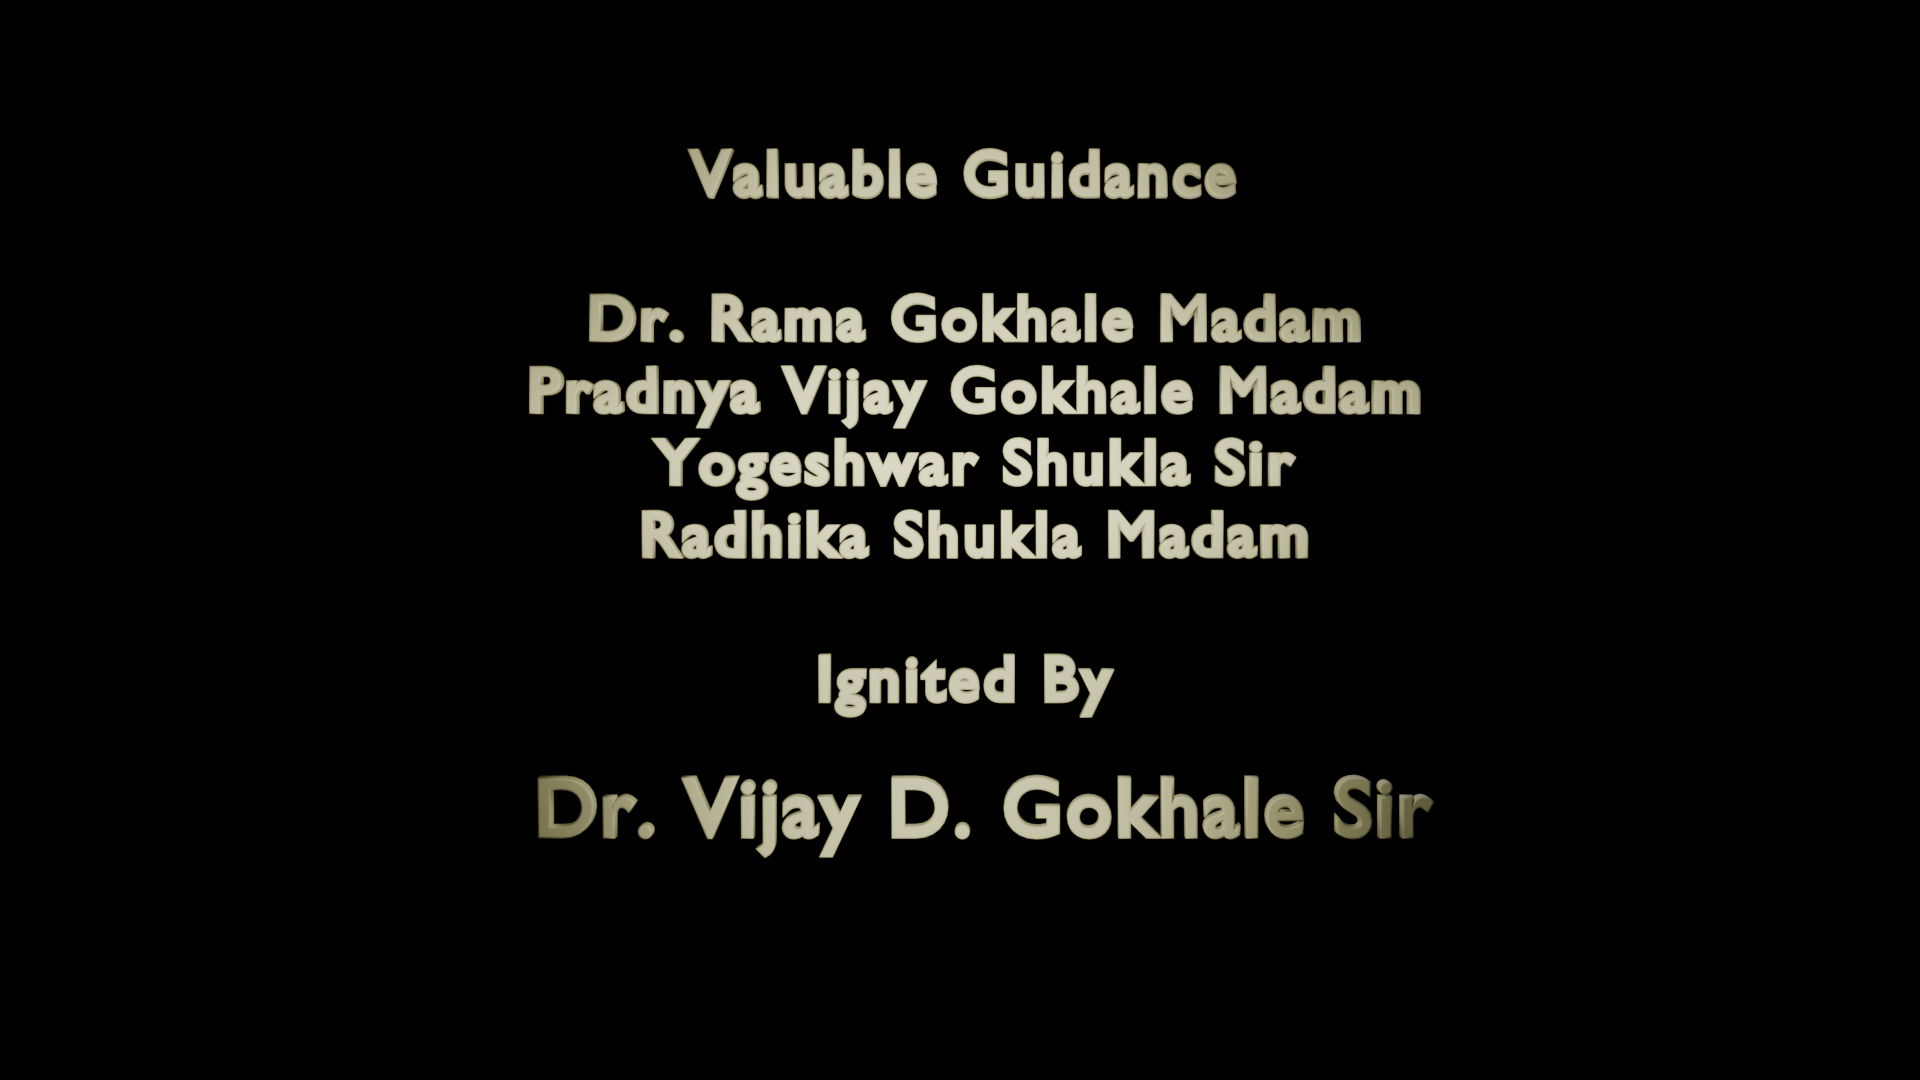 Valuable Guidance
Dr. Rama Gokhale Madam
Pradnya Vijay Gokhale Madam
Yogeshwar Shukla Sir
Radhika Shukla Madam
Ignited By
Dr. Vijay D. Gokhale Sir